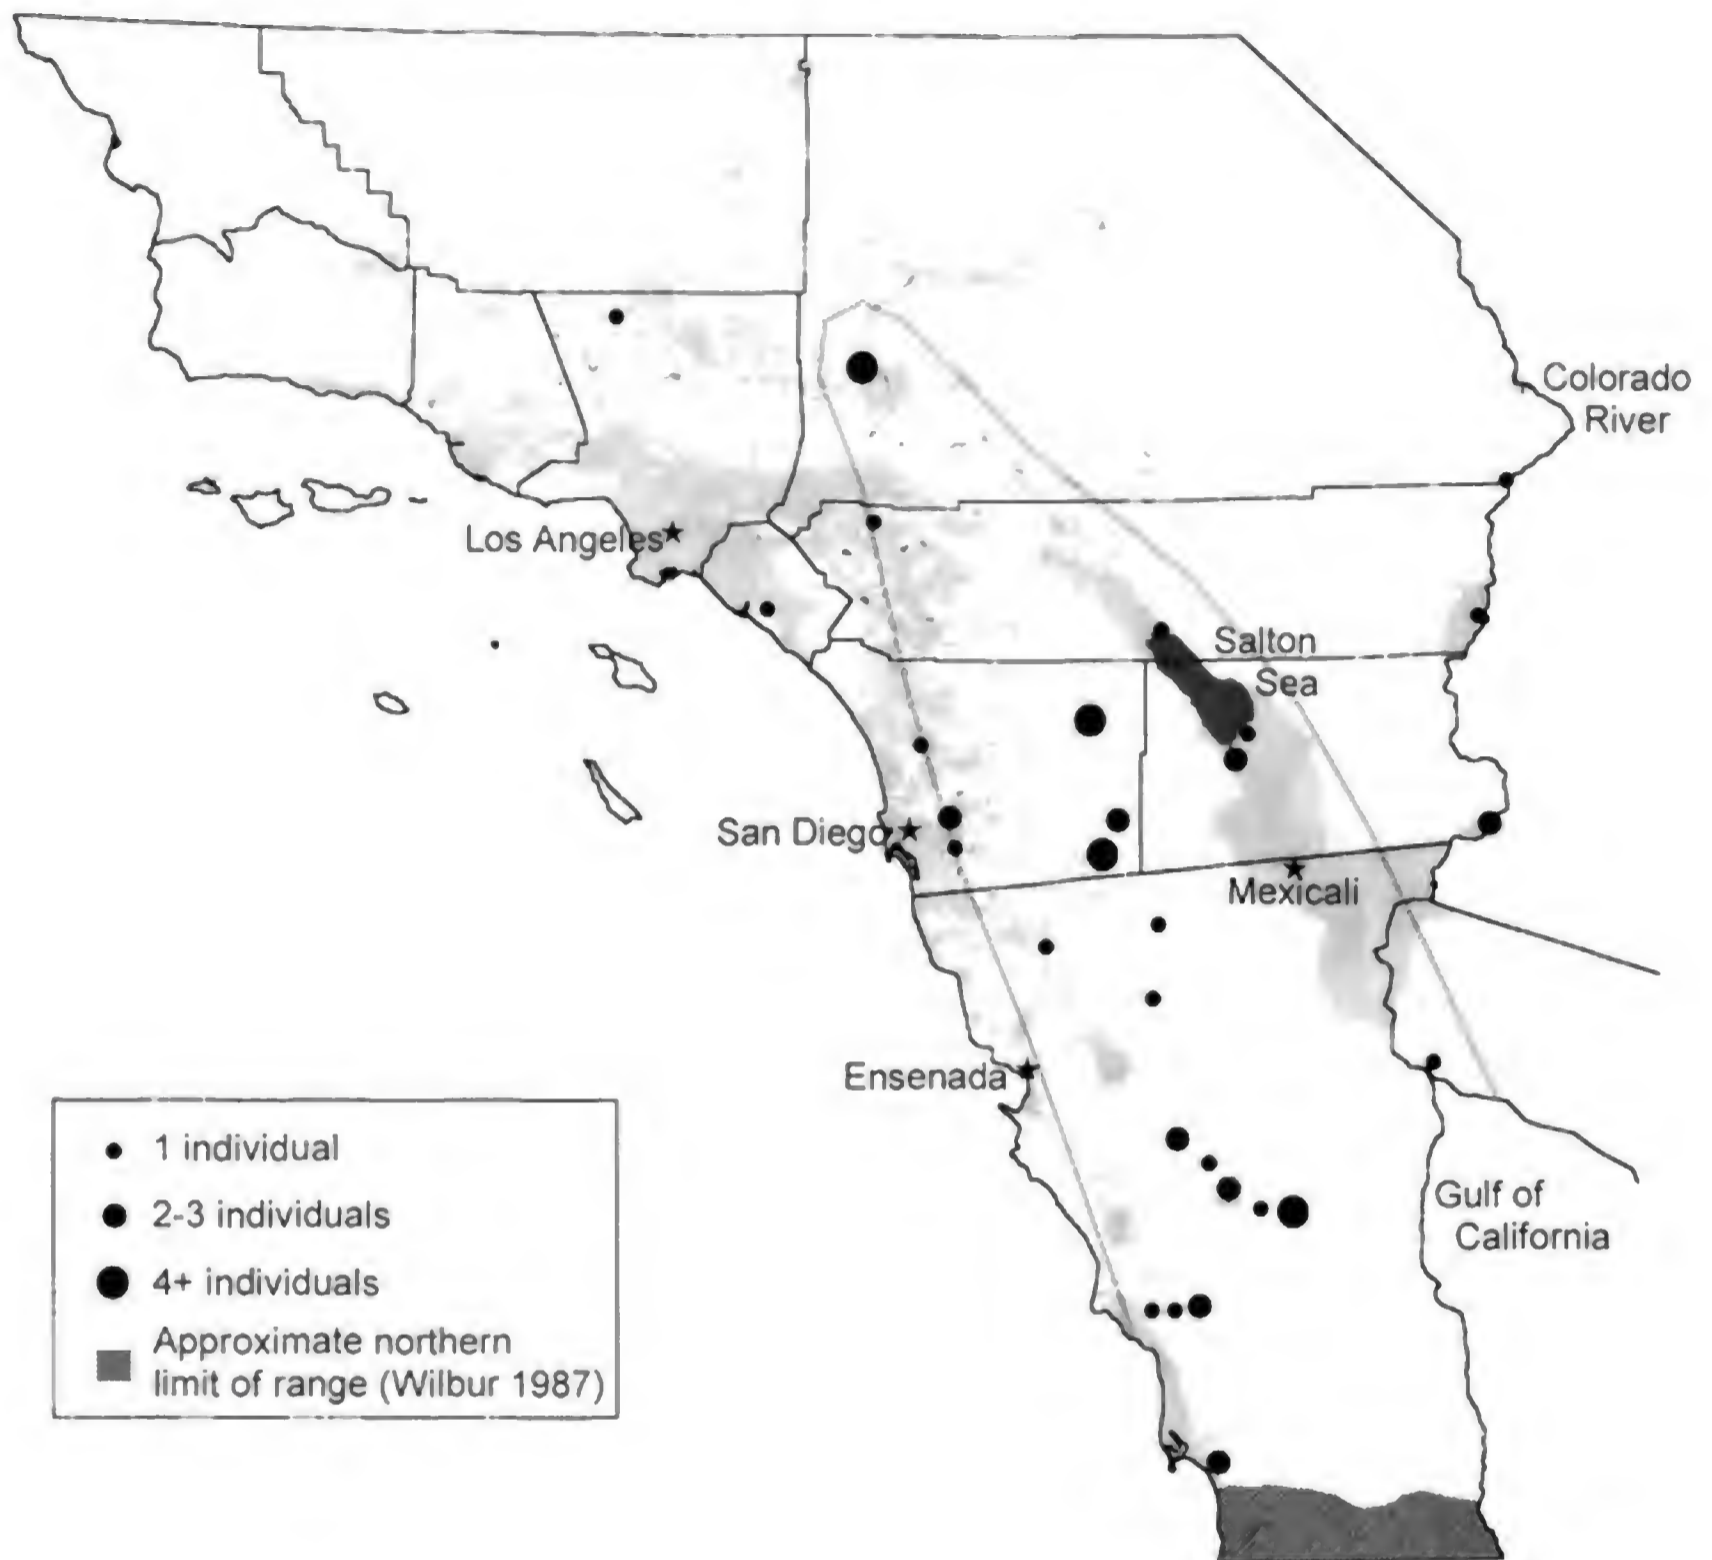 Colorado
River
Los Angeles
Salton
Sea
San Diego
Mexicali
Ensenada
1 individual
2-3 individuals
4+ individuals
Approximate northern
limit of range (Wilbur 1987)
Gulf of
California